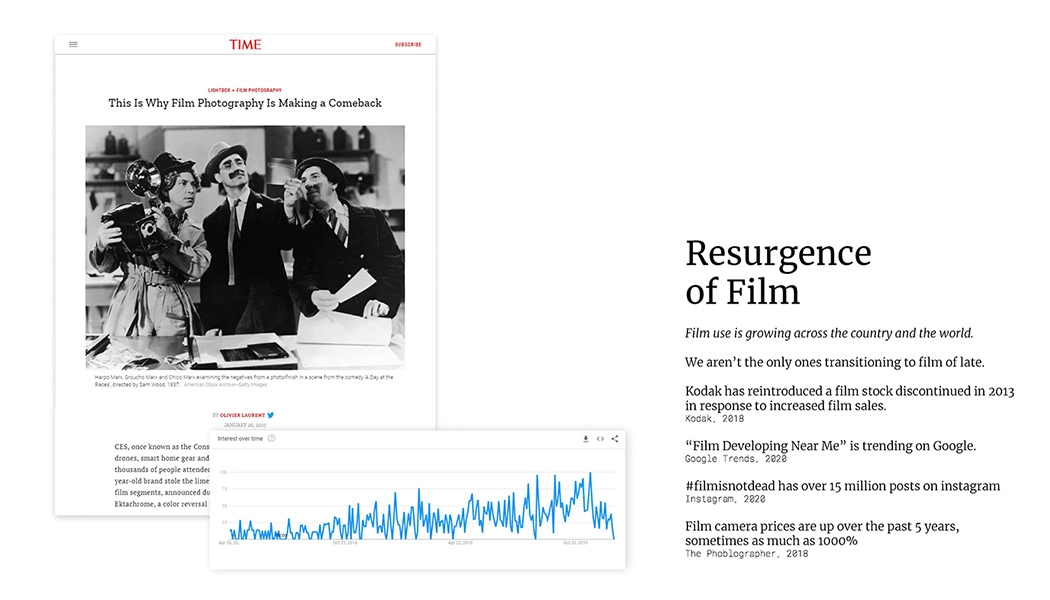 TIME
SUBSCRIBE
LIGHTBOX • FILM PHOTOGRAPHY
This Is Why Film Photography Is Making a Comeback
Harpo Marx, Groucho Marx and Chico Marx examining the negatives from a photo-finish in a scene from the comedy 'A Day at the
Races', directed by Sam Wood, 1937. American Stock Archive—Getty Images
BY OLIVIER LAURENT
JANUARY 26, 2017
CES, once known as the Cons
drones, smart home gear and
thousands of people attended
year-old brand stole the lime
film segments, announced du
Ektachrome, a color reversal
Interest over time
100
75
50
25
Note
Apr 26, 20...
Oct 23, 2016
Apr 22, 2018
Oct 20, 2019
Resurgence
of Film
Film use is growing across the country and the world.
We aren't the only ones transitioning to film of late.
Kodak has reintroduced a film stock discontinued in 2013
in response to increased film sales.
Kodak, 2018
“Film Developing Near Me” is trending on Google.
Google Trends, 2020
#filmisnotdead has over 15 million posts on instagram
Instagram, 2020
Film camera prices are up over the past 5 years,
sometimes as much as 1000%
The Phoblographer, 2018